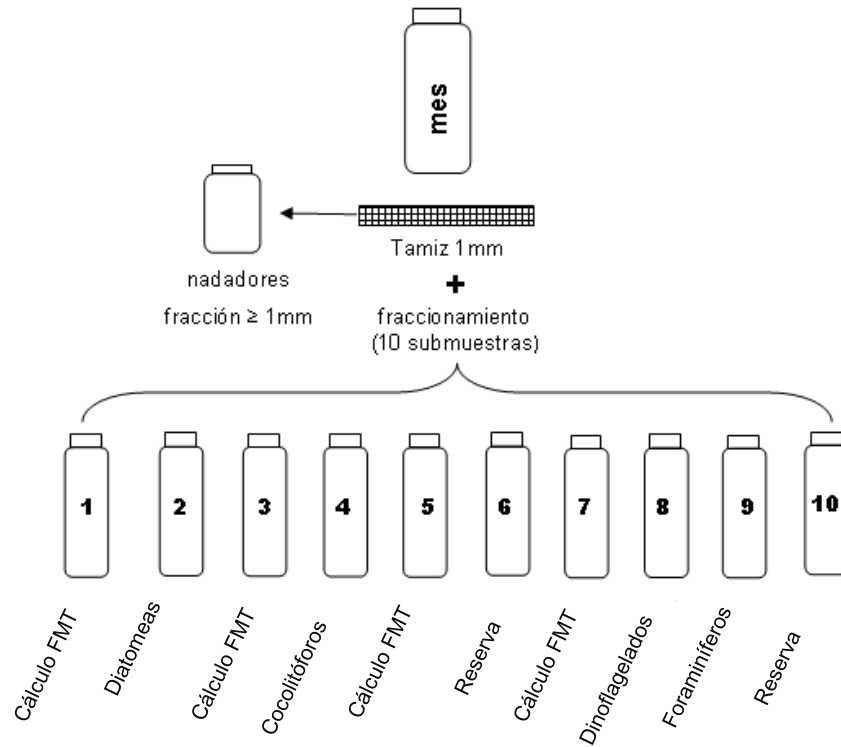 mes
Tamiz 1mm
nadadores
fracción ≥ 1mm
+
fraccionamiento
(10 submuestras)
1
2
3
4
5
6
7
8
9
10
Cálculo FMT
Diatomeas
Cálculo FMT
Cocolitóforos
Cálculo FMT
Reserva
Cálculo FMT
Dinoflagelados
Foraminíferos
Reserva